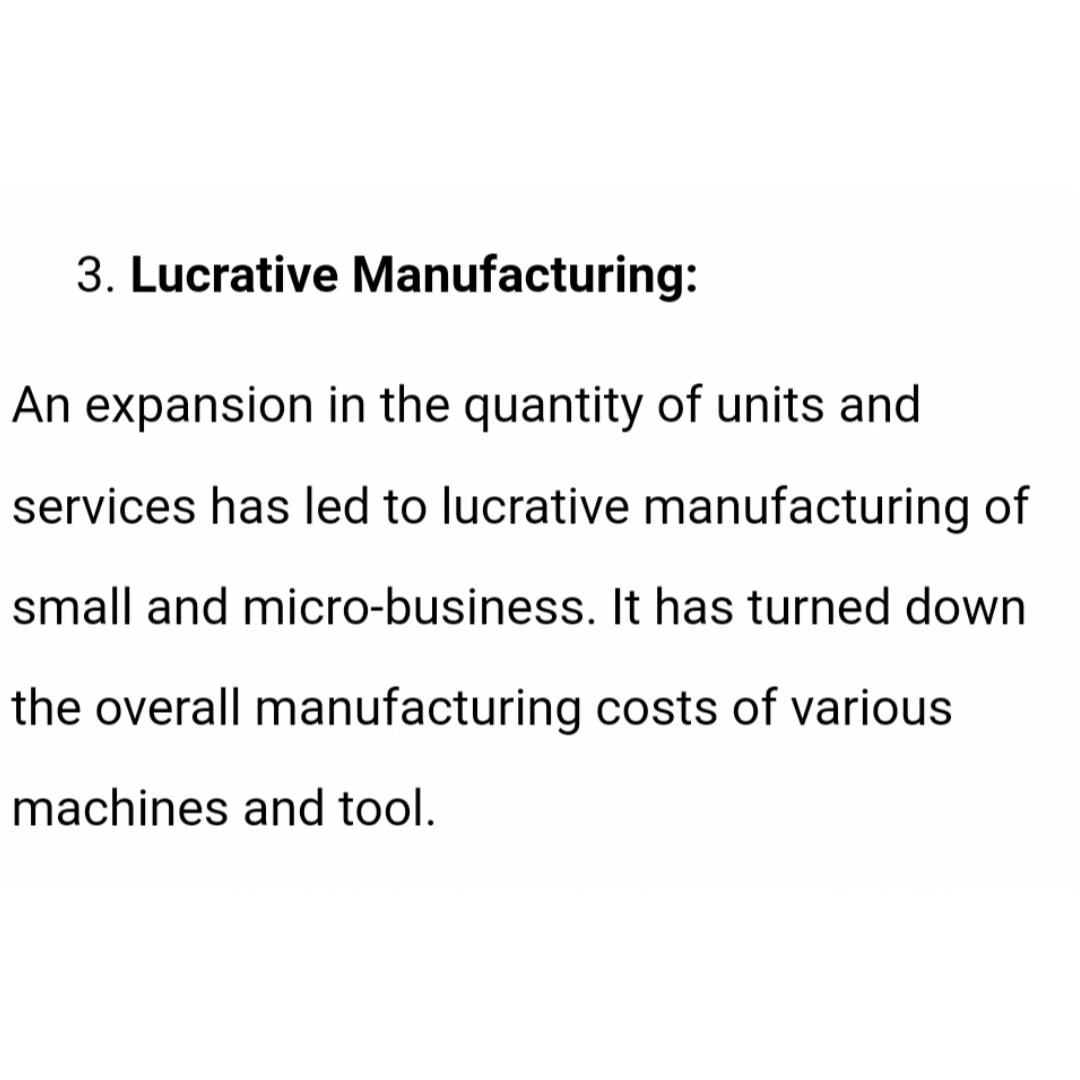 3. Lucrative Manufacturing:
An expansion in the quantity of units and
services has led to lucrative manufacturing of
small and micro-business. It has turned down
the overall manufacturing costs of various
machines and tool.